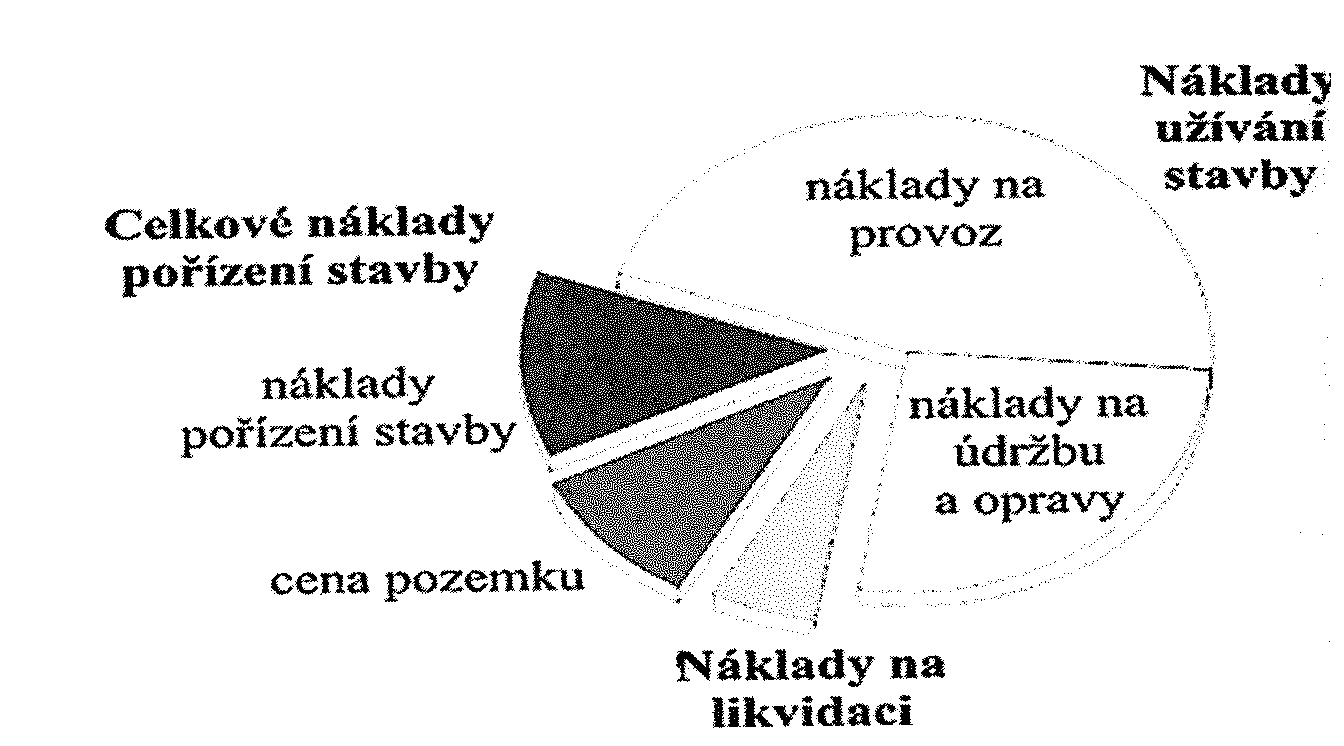 Náklady
užívání
stavby
náklady na
provoz
Celkové náklady
pořízení stavby
náklady
pořízení stavby
náklady na
údržbu
a opravy
cena pozemku
Náklady na
likvidaci